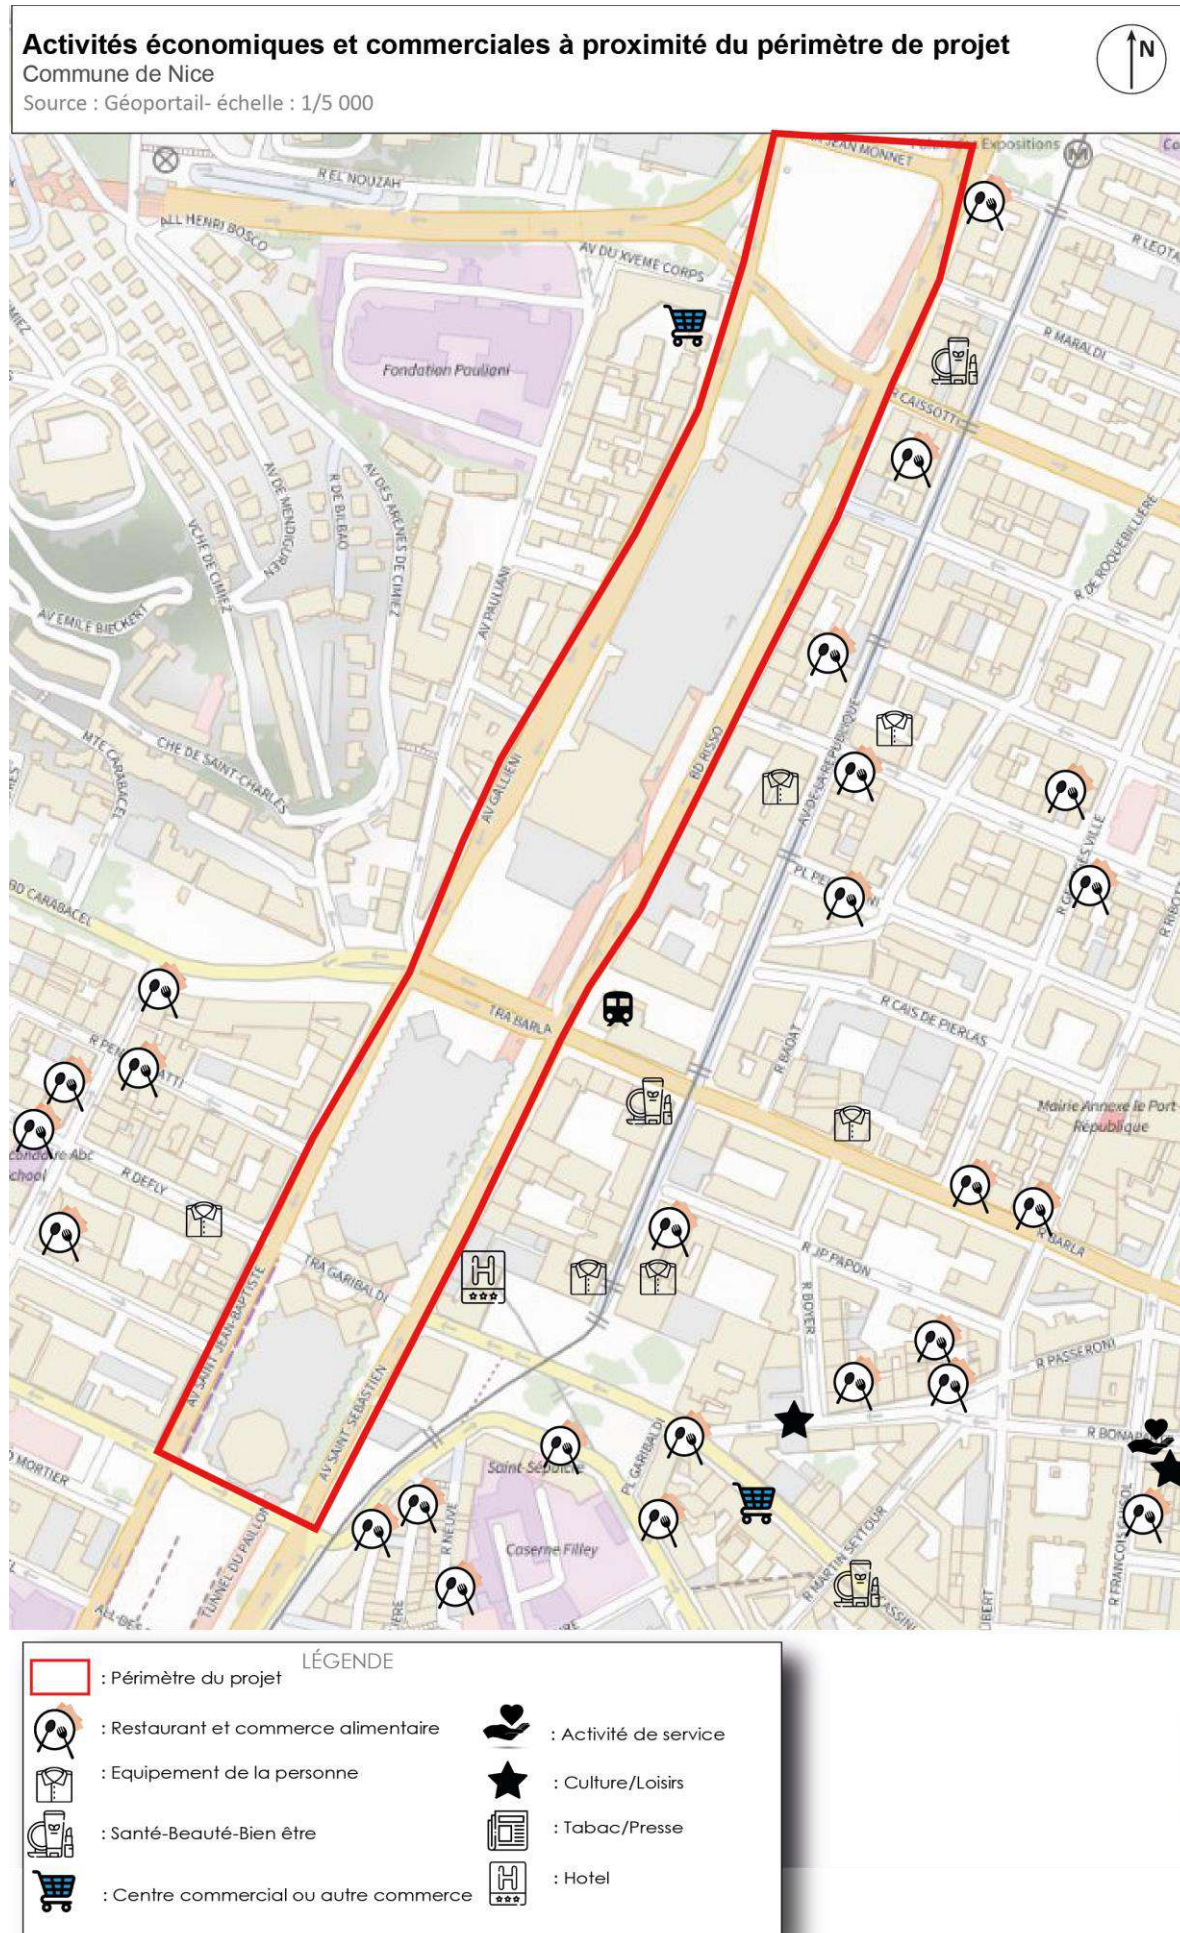 Activités économiques et commerciales à proximité du périmètre de projet
Commune de Nice
Source : Géoportail- échelle : 1/5 000
N
JEAN MONNET
Expositions
M
R EL NOUZAH
ALL HENRI BOSCO
AV DU XVEME CORPS
R LEOTA
R MARALDI
Fondation Pauliani
R CAISSOTTI
CIMIEZ
AV DE MENDIGUREN
R DE BILBAO
AV DES ARENES DE CIMIEZ
VCHE DE CIMIEZ
R DE ROQUEBILLIERE
AV EMILE BIECKERT
AV PAULIANI
MTE CARABACEL
CHE DE SAINT-CHARLES
AV GALLIENI
BD RISSO
AV DE LA REPUBLIQUE
BD CARABACEL
R RIBOT
TRA BARLA
R CAIS DE PIERLAS
R BADAT
Mairie Annexe le Port
République
R DEFLY
R BARLA
TRA GARIBALDI
R JP PAPON
R BOYER
AV SAINT JEAN-BAPTISTE
R PASSERONI
AV SAINT SEBASTIEN
PL GARIBALDI
MORTIER
R NEUVE
TUNNEL DU PAILLON
Caserne Filley
R MARTIN SEYTOUR
CASSINI
LÉGENDE
: Périmètre du projet
: Restaurant et commerce alimentaire
: Activité de service
: Equipement de la personne
: Culture/Loisirs
: Santé-Beauté-Bien être
: Tabac/Presse
: Centre commercial ou autre commerce
H
: Hotel